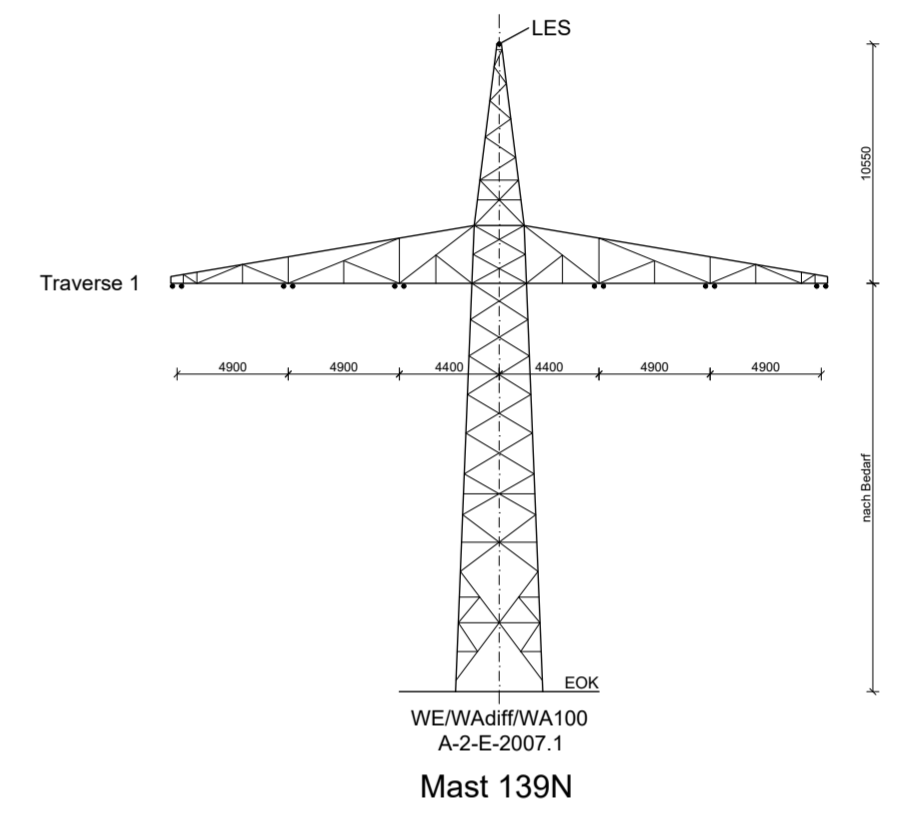 LES
10550
Traverse 1
4900 4900 4400 4400 4900 4900
nach Bedarf
EOK
WE/WAdiff/WA100
A-2-E-2007.1
Mast 139N